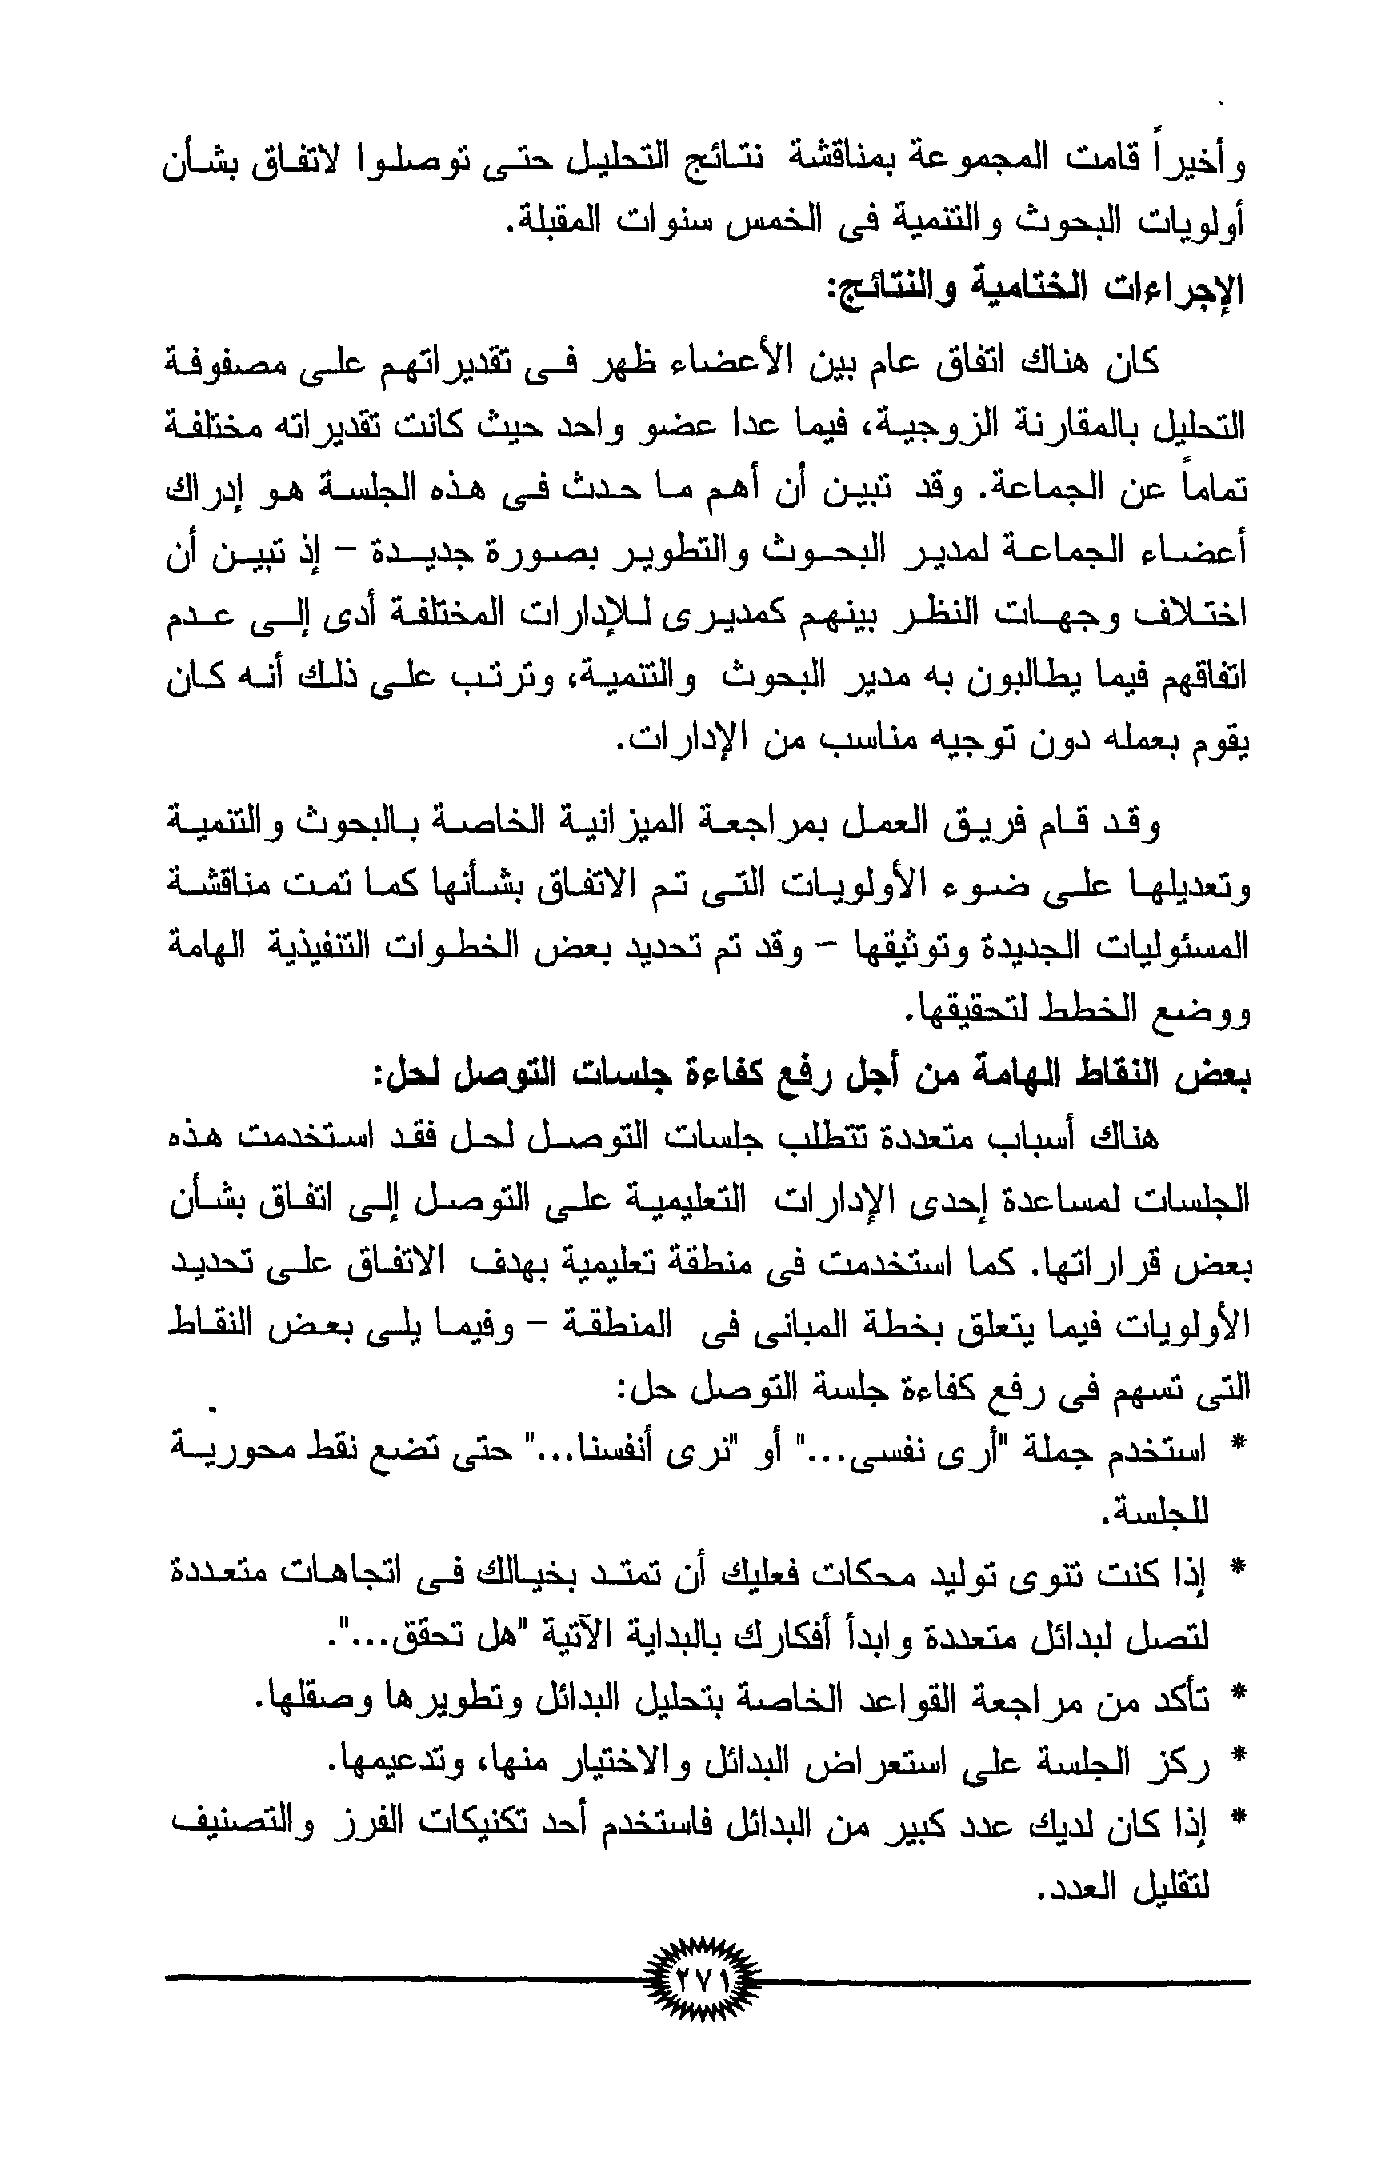 وأخيراً قامت المجموعة بمناقشة نتائج التحليل حتى توصلوا لاتفاق بشأن
أولويات البحوث والتنمية فى الخمس سنوات المقبلة.
الإجراءات الختامية والنتائج:
كان هناك اتفاق عام بين الأعضاء ظهر فى تقديراتهم على مصفوفة
التحليل بالمقارنة الزوجية، فيما عدا عضو واحد حيث كانت تقديراته مختلفة
تماماً عن الجماعة. وقد تبين أن أهم ما حدث فى هذه الجلسة هو إدراك
أعضاء الجماعة لمدير البحوث والتطوير بصورة جديدة - إذ تبين أن
اختلاف وجهات النظر بينهم كمديرى للإدارات المختلفة أدى إلى عدم
اتفاقهم فيما يطالبون به مدير البحوث والتنمية، وترتب على ذلك أنه كان
يقوم بعمله دون توجيه مناسب من الإدارات.
وقد قام فريق العمل بمراجعة الميزانية الخاصة بالبحوث والتنمية
وتعديلها على ضوء الأولويات التى تم الاتفاق بشأنها كما تمت مناقشة
المسئوليات الجديدة وتوثيقها - وقد تم تحديد بعض الخطوات التنفيذية الهامة
ووضع الخطط لتحقيقها.
بعض النقاط الهامة من أجل رفع كفاءة جلسات التوصل لحل:
هناك أسباب متعددة تتطلب جلسات التوصل لحل فقد استخدمت هذه
الجلسات لمساعدة إحدى الإدارات التعليمية على التوصل إلى اتفاق بشأن
بعض قراراتها. كما استخدمت فى منطقة تعليمية بهدف الاتفاق على تحديد
الأولويات فيما يتعلق بخطة المبانى فى المنطقة - وفيما يلى بعض النقاط
التى تسهم فى رفع كفاءة جلسة التوصل حل:
* استخدم جملة "أرى نفسى..." أو "نرى أنفسنا..." حتى تضع نقط محورية
للجلسة.
* إذا كنت تنوى توليد محكات فعليك أن تمتد بخيالك فى اتجاهات متعددة
لتصل لبدائل متعددة وابدأ أفكارك بالبداية الآتية "هل تحقق...".
* تأكد من مراجعة القواعد الخاصة بتحليل البدائل وتطويرها وصقلها.
* ركز الجلسة على استعراض البدائل والاختيار منها، وتدعيمها.
* إذا كان لديك عدد كبير من البدائل فاستخدم أحد تكنيكات الفرز والتصنيف
لتقليل العدد.
٢٧١